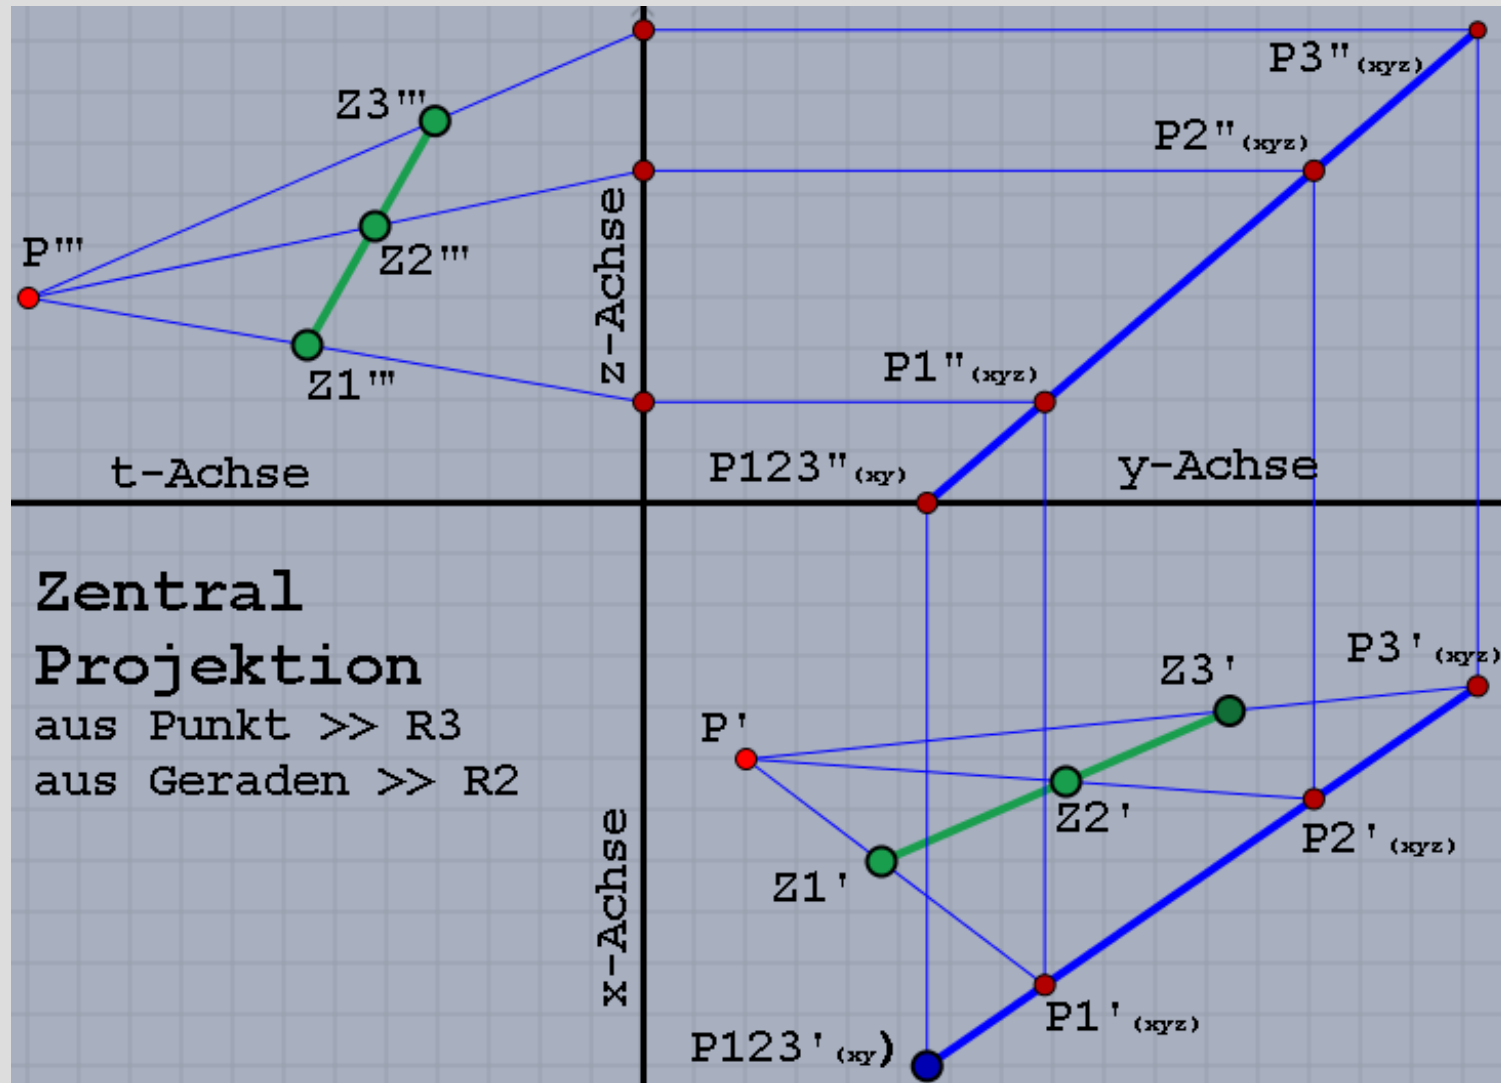 P3"(xyz)
Z3'''
P2"(xyz)
P'''
Z2'''
z-Achse
P1"(xyz)
Z1'''
t-Achse
P123"(xy)
y-Achse
Zentral
Projektion
aus Punkt >> R3
aus Geraden >> R2
P3'(xyz)
Z3'
P'
Z2'
P2'(xyz)
Z1'
x-Achse
P1'(xyz)
P123'(xy)